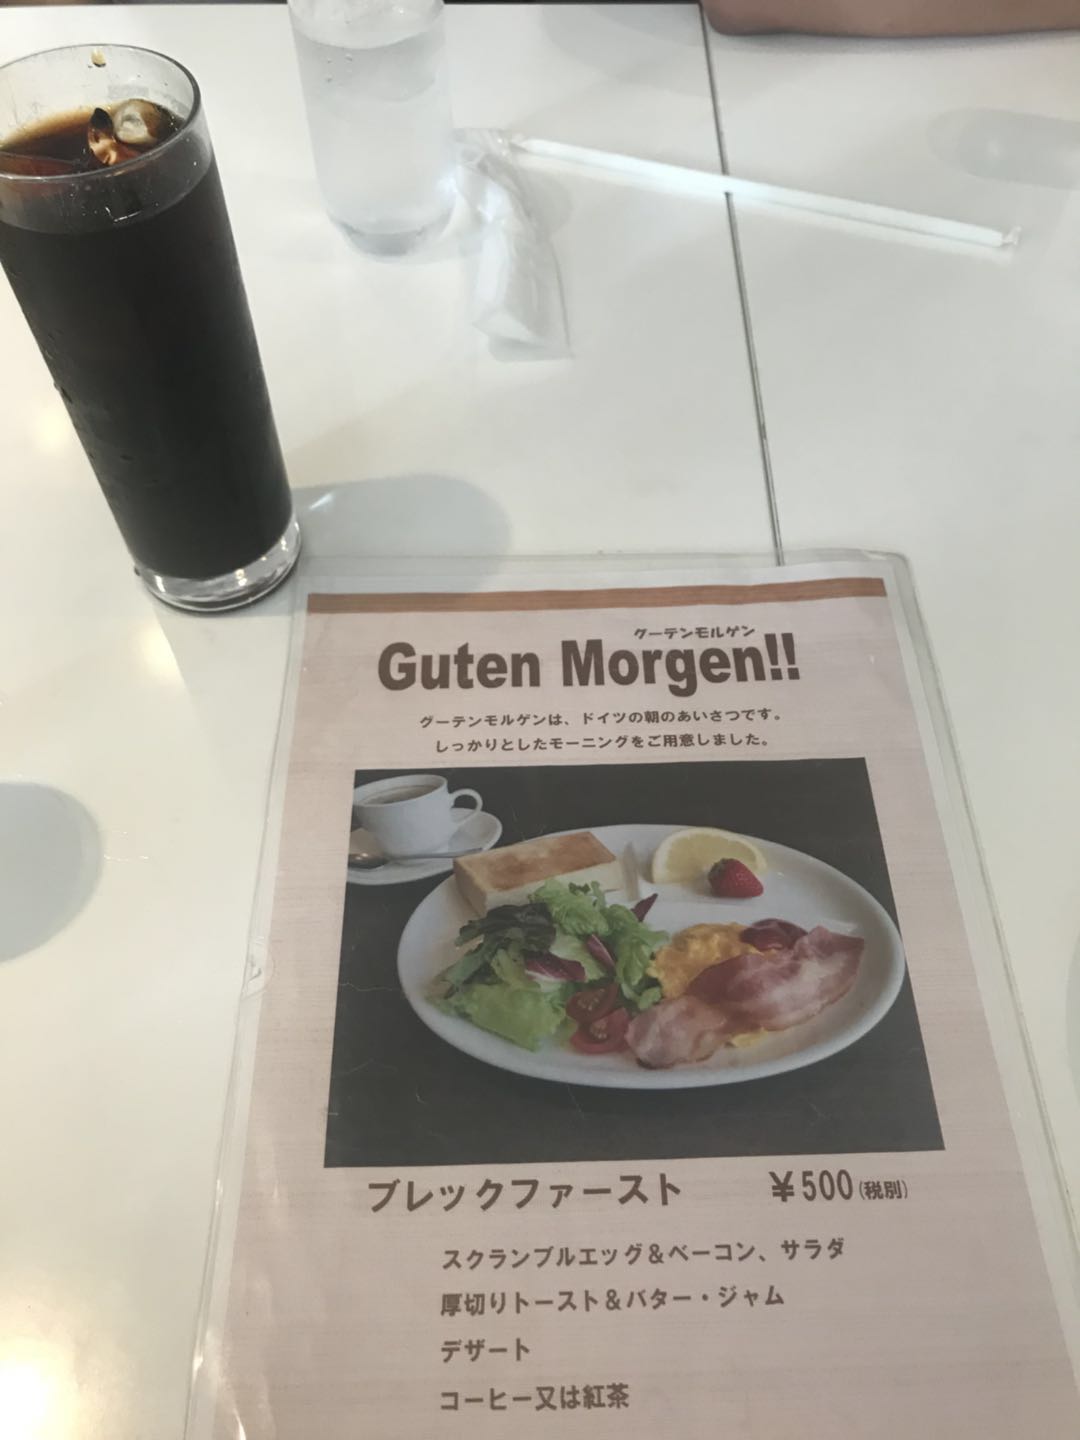 グーテンモルゲン
Guten Morgen!!
グーテンモルゲンは、ドイツの朝のあいさつです。
しっかりとしたモーニングをご用意しました。
ブレックファースト ￥500(税別)
スクランブルエッグ＆ベーコン、サラダ
厚切りトースト＆バター・ジャム
デザート
コーヒー又は紅茶